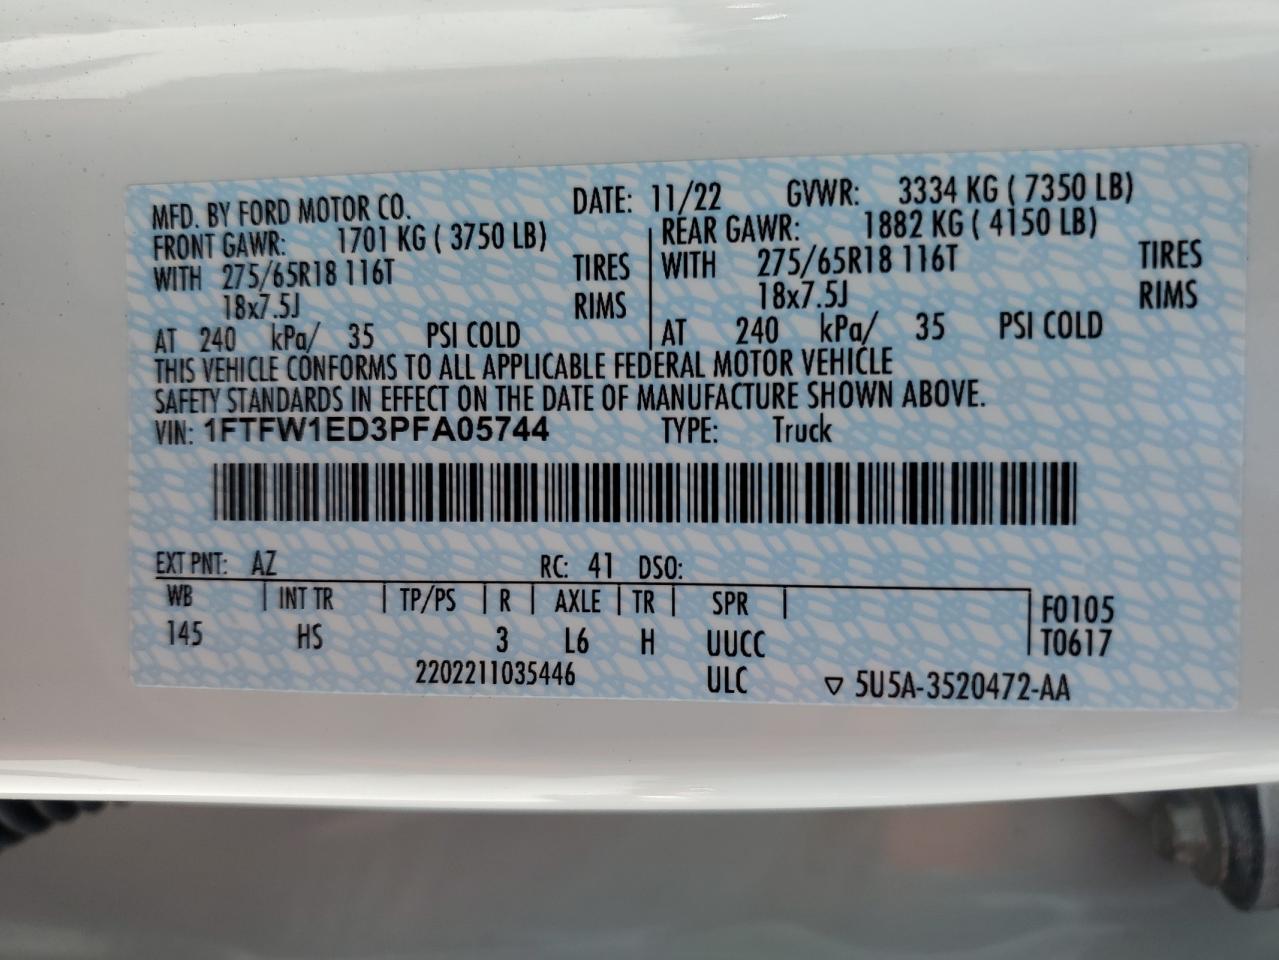 MFD. BY FORD MOTOR CO. DATE: 11/22 GVWR: 3334 KG ( 7350 LB)
FRONT GAWR: 1701 KG ( 3750 LB) REAR GAWR: 1882 KG ( 4150 LB)
WITH 275/65R18 116T TIRES WITH 275/65R18 116T TIRES
18x7.5J RIMS 18x7.5J RIMS
AT 240 kPa/ 35 PSI COLD AT 240 kPa/ 35 PSI COLD
THIS VEHICLE CONFORMS TO ALL APPLICABLE FEDERAL MOTOR VEHICLE
SAFETY STANDARDS IN EFFECT ON THE DATE OF MANUFACTURE SHOWN ABOVE.
VIN: 1FTFW1ED3PFA05744 TYPE: Truck
EXT PNT: AZ RC: 41 DSO:
WB INT TR TP/PS R AXLE TR SPR F0105
145 HS 3 L6 H UUCC T0617
2202211035446 ULC ▽ 5U5A-3520472-AA